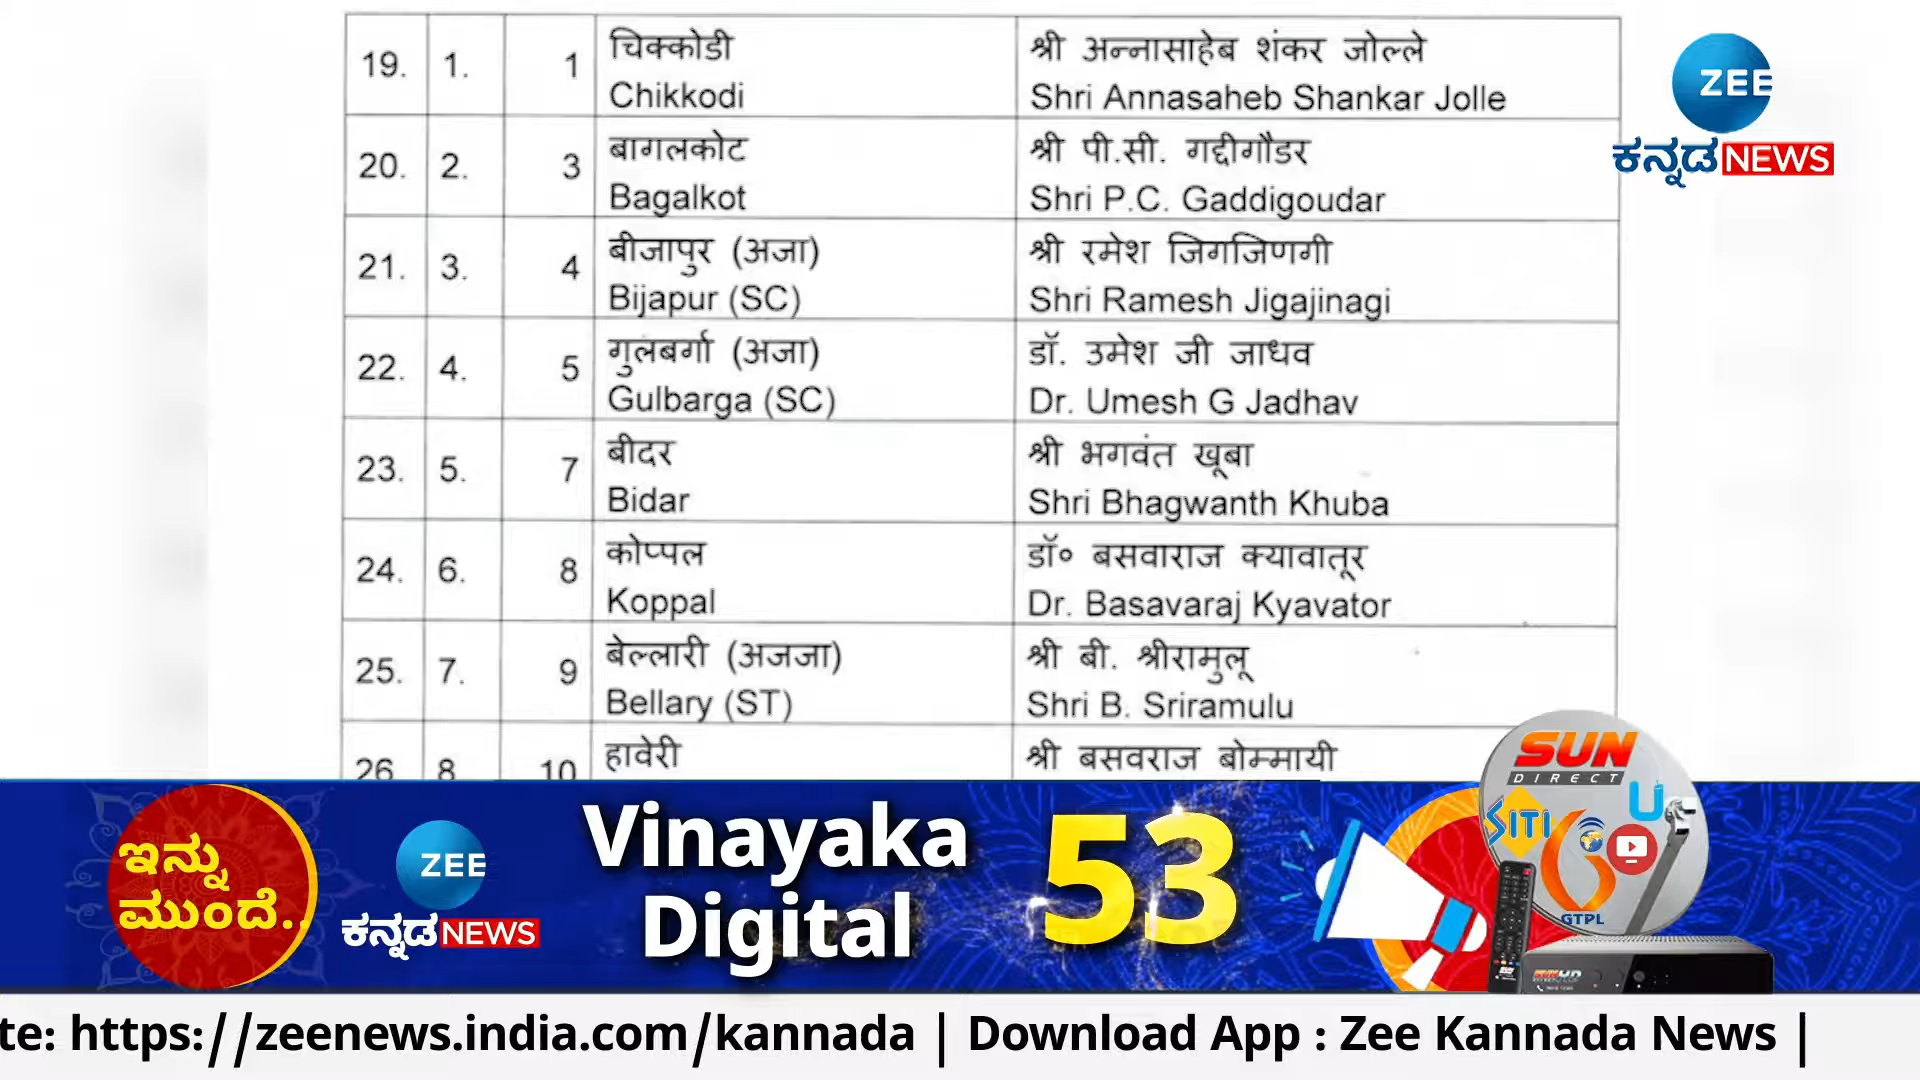 19. 1. 1 चिक्कोडी श्री अन्नासाहेब शंकर जोल्ले
Chikkodi Shri Annasaheb Shankar Jolle
20. 2. 3 बागलकोट श्री पी.सी. गद्दीगौडर
Bagalkot Shri P.C. Gaddigoudar
21. 3. 4 बीजापुर (अजा) श्री रमेश जिगजिणगी
Bijapur (SC) Shri Ramesh Jigajinagi
22. 4. 5 गुलबर्गा (अजा) डॉ. उमेश जी जाधव
Gulbarga (SC) Dr. Umesh G Jadhav
23. 5. 7 बीदर श्री भगवंत खूबा
Bidar Shri Bhagwanth Khuba
24. 6. 8 कोप्पल डॉ॰ बसवाराज क्यावातूर
Koppal Dr. Basavaraj Kyavator
25. 7. 9 बेल्लारी (अजजा) श्री बी. श्रीरामुलू
Bellary (ST) Shri B. Sriramulu
26 8 10 हावेरी श्री बसवराज बोम्मायी
ZEE
ಕನ್ನಡ NEWS
ಇನ್ನು
ಮುಂದೆ..
ZEE
ಕನ್ನಡ NEWS
Vinayaka
Digital
53
SUN
DIRECT
SITI
U
GTPL
SUN HD
te: https://zeenews.india.com/kannada | Download App : Zee Kannada News |